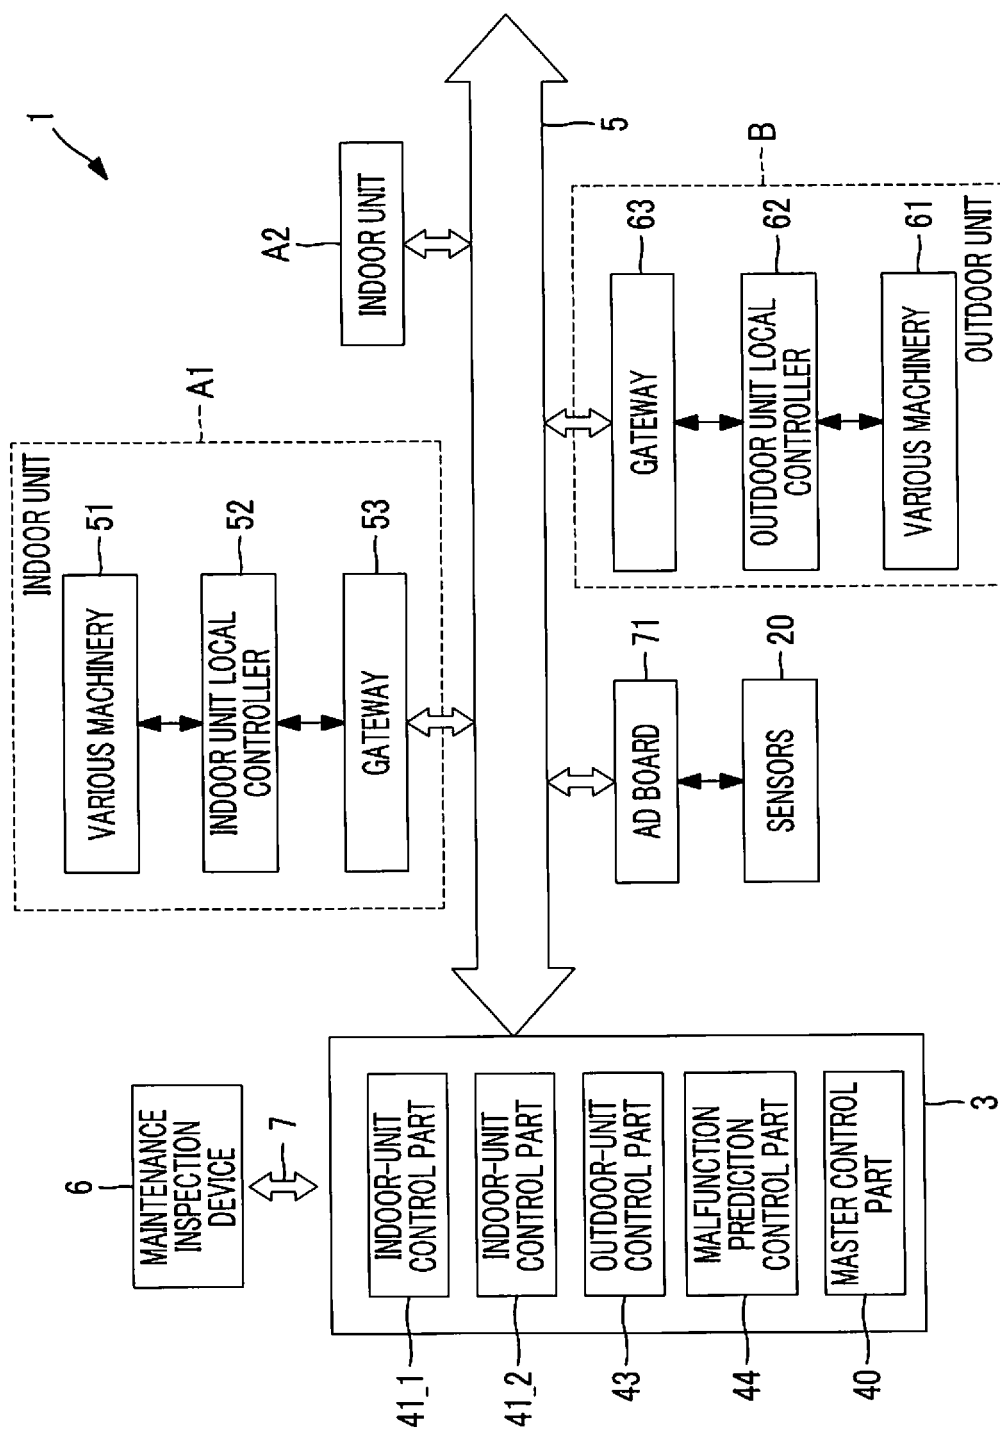 1
6
MAINTENANCE
INSPECTION
DEVICE
7
INDOOR UNIT
A1
VARIOUS MACHINERY
51
INDOOR UNIT LOCAL
CONTROLLER
52
GATEWAY
53
A2
INDOOR UNIT
5
41_1
INDOOR-UNIT
CONTROL PART
41_2
INDOOR-UNIT
CONTROL PART
43
OUTDOOR-UNIT
CONTROL PART
44
MALFUNCTION
PREDICITON
CONTROL PART
40
MASTER CONTROL
PART
3
AD BOARD
71
SENSORS
20
B
GATEWAY
63
OUTDOOR UNIT LOCAL
CONTROLLER
62
VARIOUS MACHINERY
61
OUTDOOR UNIT